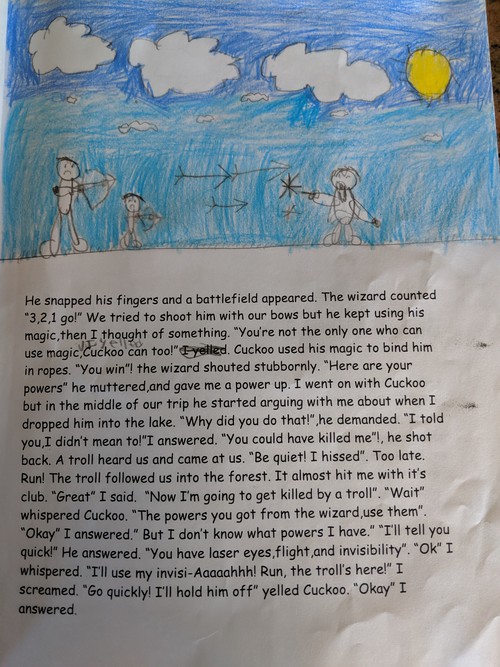 He snapped his fingers and a battlefield appeared. The wizard counted
"3,2,1 go!" We tried to shoot him with our bows but he kept using his
magic,then I thought of something. "You're not the only one who can
I yelled
use magic,Cuckoo can too!" I yelled. Cuckoo used his magic to bind him
in ropes. "You win"! the wizard shouted stubbornly. "Here are your
powers" he muttered,and gave me a power up. I went on with Cuckoo
but in the middle of our trip he started arguing with me about when I
dropped him into the lake. "Why did you do that!",he demanded. "I told
you,I didn't mean to!"I answered. "You could have killed me"!, he shot
back. A troll heard us and came at us. "Be quiet! I hissed". Too late.
Run! The troll followed us into the forest. It almost hit me with it's
club. "Great" I said. "Now I'm going to get killed by a troll". "Wait"
whispered Cuckoo. "The powers you got from the wizard,use them".
"Okay" I answered." But I don't know what powers I have." "I'll tell you
quick!" He answered. "You have laser eyes,flight,and invisibility". "Ok" I
whispered. "I'll use my invisi-Aaaaahhh! Run, the troll's here!" I
screamed. "Go quickly! I'll hold him off" yelled Cuckoo. "Okay" I
answered.